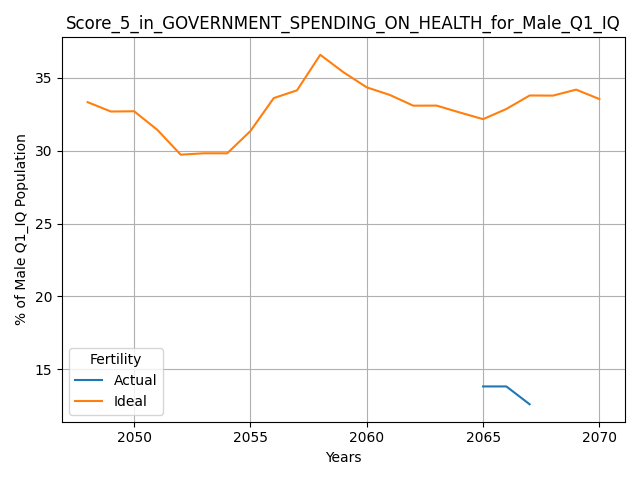 Score_5_in_GOVERNMENT_SPENDING_ON_HEALTH_for_Male_Q1_IQ
% of Male Q1_IQ Population
35
30
25
20
15
Fertility
Actual
Ideal
2050 2055 2060 2065 2070
Years